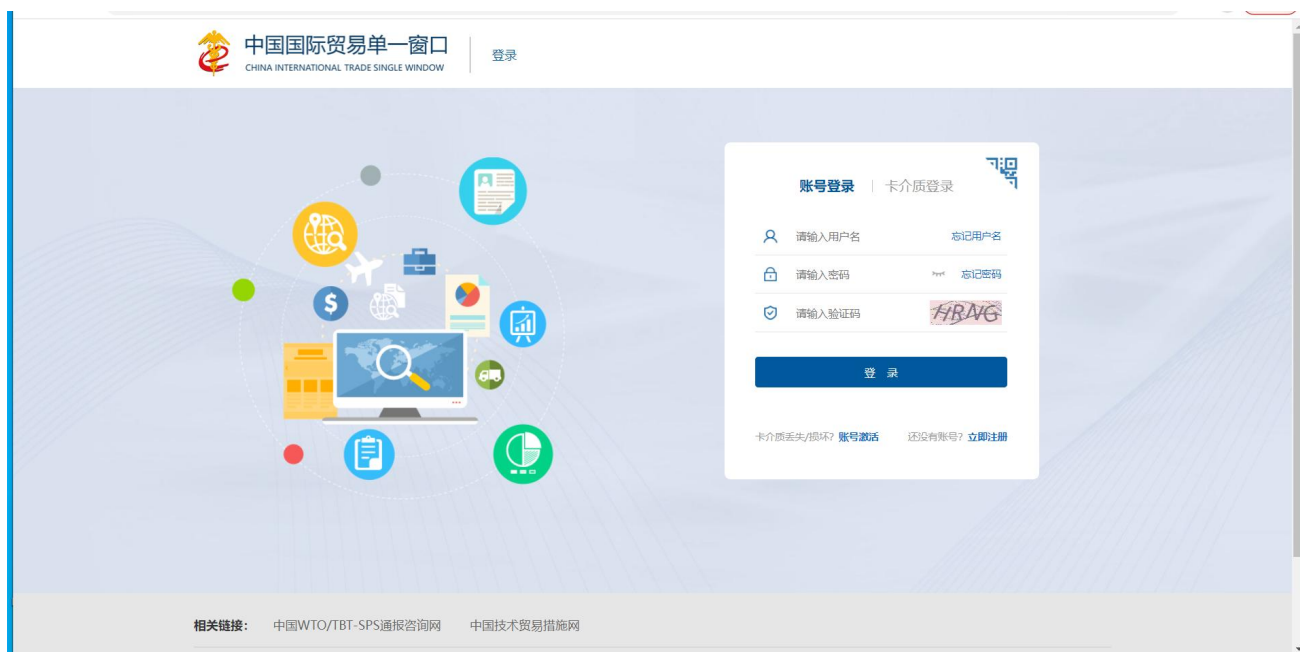 中国国际贸易单一窗口
CHINA INTERNATIONAL TRADE SINGLE WINDOW
登录
账号登录 卡介质登录
请输入用户名 忘记用户名
请输入密码 忘记密码
请输入验证码 HRNG
登 录
卡介质丢失/损坏? 账号激活 还没有账号? 立即注册
相关链接: 中国WTO/TBT-SPS通报咨询网 中国技术贸易措施网